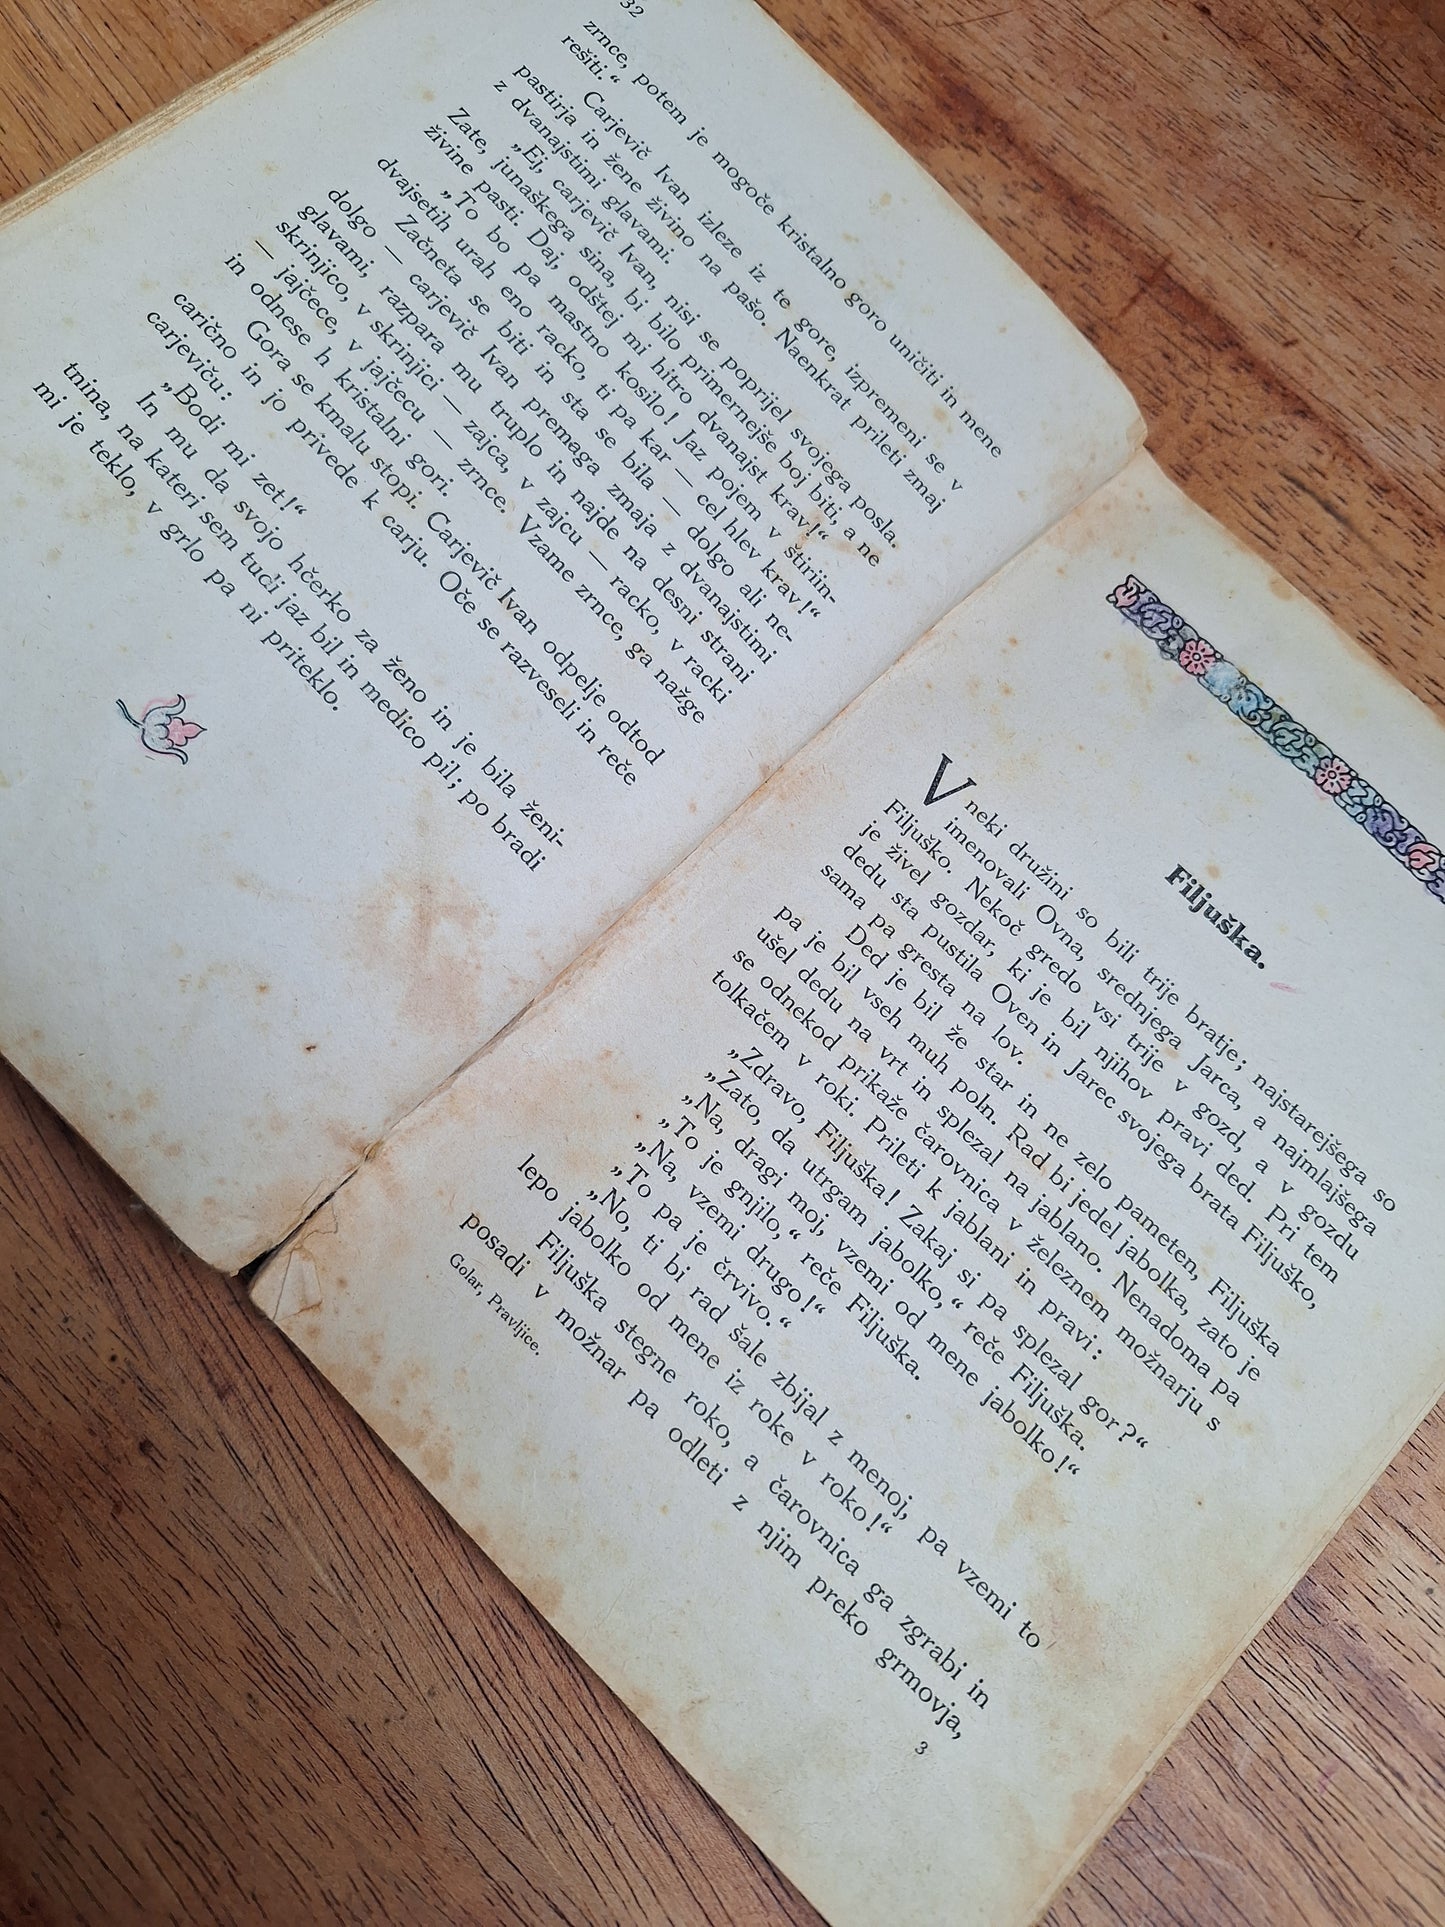 32
zrnce, potem je mogoče kristalno goro uničiti in mene
rešiti.“
Carjevič Ivan izleze iz te gore, izpremeni se v
pastirja in žene živino na pašo. Naenkrat prileti zmaj
z dvanajstimi glavami.
„Ej, carjevič Ivan, nisi se poprijel svojega posla.
Zate, junaškega sina, bi bilo primernejše boj biti, a ne
živine pasti. Daj, odštej mi hitro dvanajst krav!“
„To bo pa mastno kosilo! Jaz pojem v štiriin-
dvajsetih urah eno racko, ti pa kar — cel hlev krav!“
Začneta se biti in sta se bila — dolgo ali ne-
dolgo — carjevič Ivan premaga zmaja z dvanajstimi
glavami, razpara mu truplo in najde na desni strani
skrinjico, v skrinjici — zajca, v zajcu — racko, v racki
— jajčece, v jajčecu — zrnce. Vzame zrnce, ga nažge
in odnese h kristalni gori.
Gora se kmalu stopi. Carjevič Ivan odpelje odtod
carično in jo privede k carju. Oče se razveseli in reče
carjeviču:
„Bodi mi zet!“
In mu da svojo hčerko za ženo in je bila ženi-
tnina, na kateri sem tudi jaz bil in medico pil; po bradi
mi je teklo, v grlo pa ni priteklo.
Filjuška.
V neki družini so bili trije bratje; najstarejšega so
imenovali Ovna, srednjega Jarca, a najmlajšega
Filjuško. Nekoč gredo vsi trije v gozd, a v gozdu
je živel gozdar, ki je bil njihov pravi ded. Pri tem
dedu sta pustila Oven in Jarec svojega brata Filjuško,
sama pa gresta na lov.
Ded je bil že star in ne zelo pameten, Filjuška
pa je bil vseh muh poln. Rad bi jedel jabolka, zato je
ušel dedu na vrt in splezal na jablano. Nenadoma pa
se odnekod prikaže čarovnica v železnem možnarju s
tolkačem v roki. Prileti k jablani in pravi:
„Zdravo, Filjuška! Zakaj si pa splezal gor?“
„Zato, da utrgam jabolko,“ reče Filjuška.
„Na, dragi moj, vzemi od mene jabolko!“
„To je gnjilo,“ reče Filjuška.
„Na, vzemi drugo!“
„To pa je črvivo.“
„No, ti bi rad šale zbijal z menoj, pa vzemi to
lepo jabolko od mene iz roke v roko!“
Filjuška stegne roko, a čarovnica ga zgrabi in
posadi v možnar pa odleti z njim preko grmovja,
Golar, Pravljice.
3